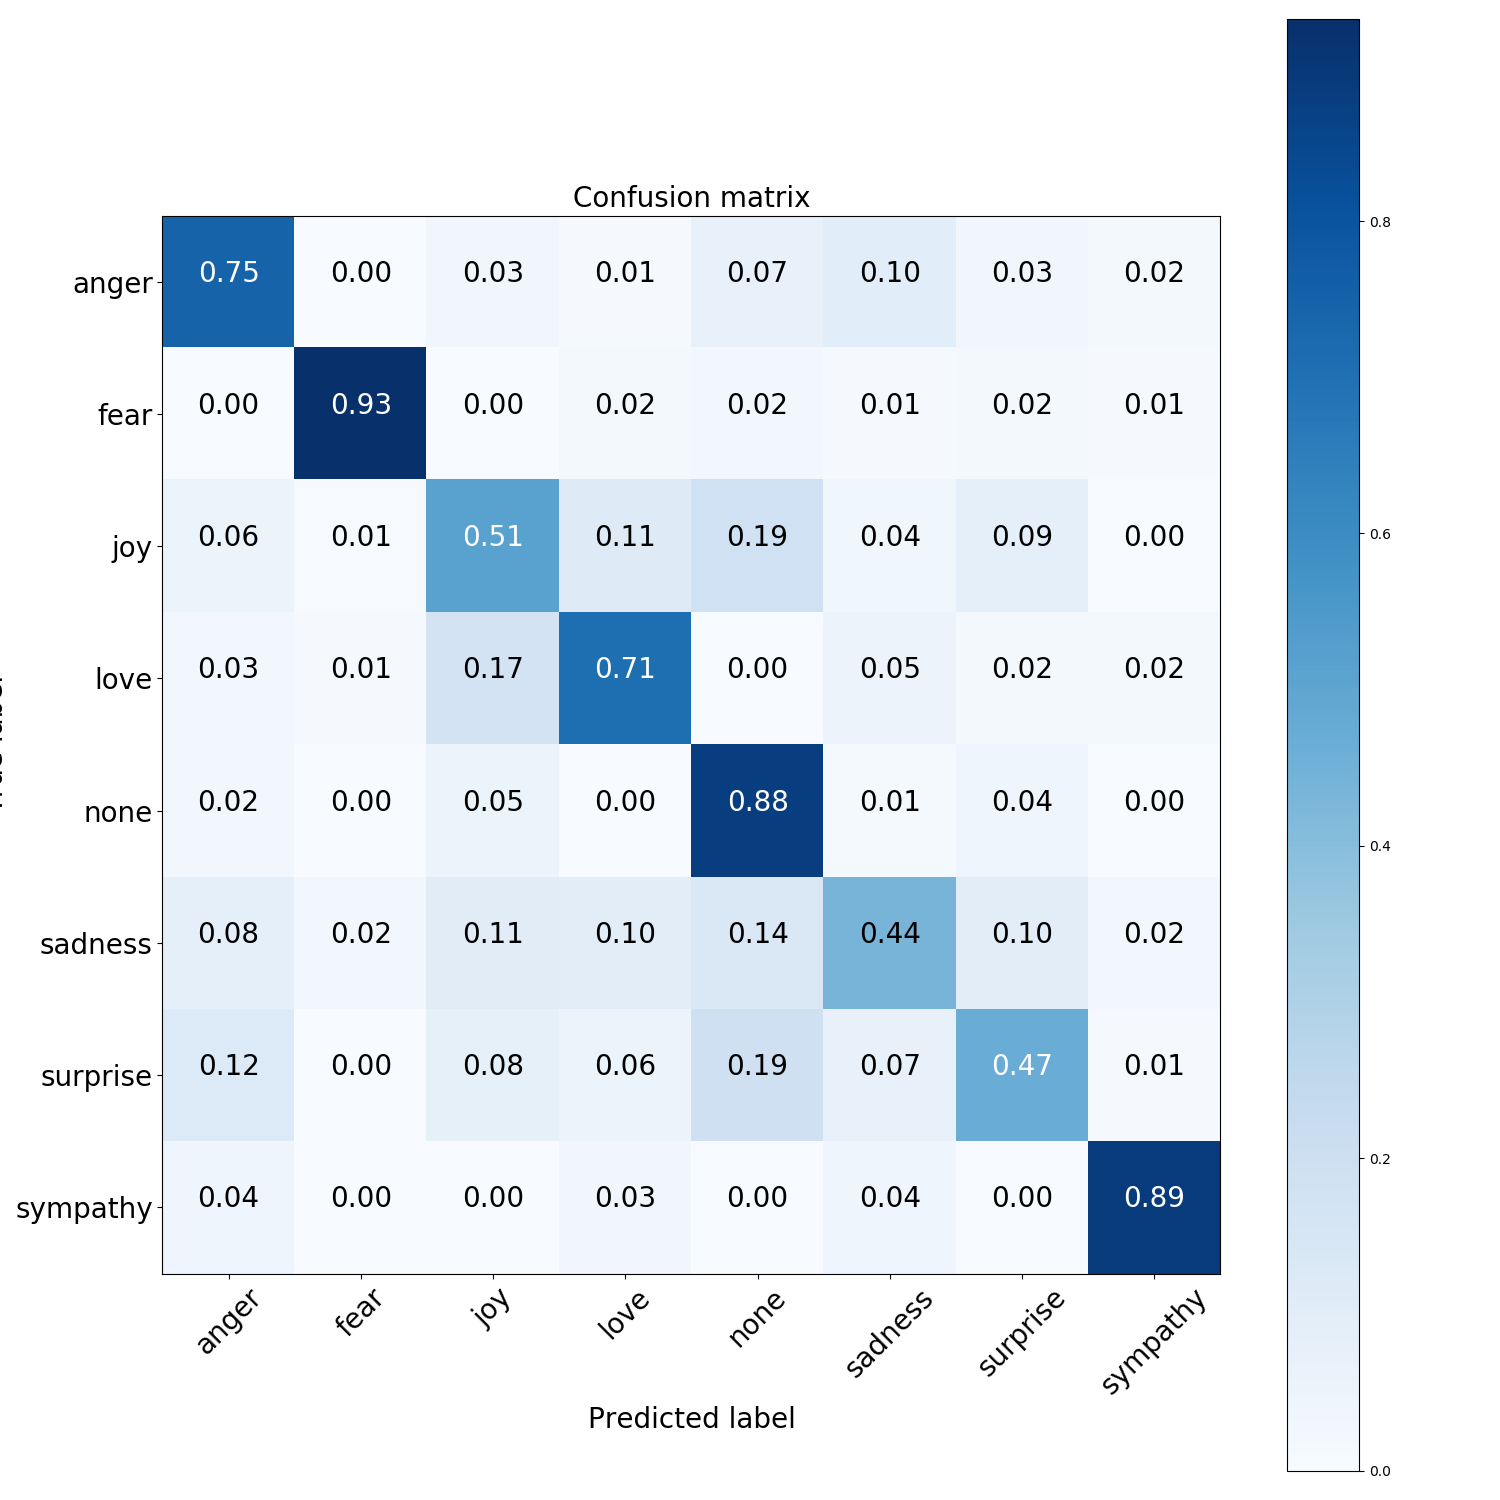 Confusion matrix
anger 0.75 0.00 0.03 0.01 0.07 0.10 0.03 0.02
fear 0.00 0.93 0.00 0.02 0.02 0.01 0.02 0.01
joy 0.06 0.01 0.51 0.11 0.19 0.04 0.09 0.00
love 0.03 0.01 0.17 0.71 0.00 0.05 0.02 0.02
none 0.02 0.00 0.05 0.00 0.88 0.01 0.04 0.00
sadness 0.08 0.02 0.11 0.10 0.14 0.44 0.10 0.02
surprise 0.12 0.00 0.08 0.06 0.19 0.07 0.47 0.01
sympathy 0.04 0.00 0.00 0.03 0.00 0.04 0.00 0.89
anger fear joy love none sadness surprise sympathy
Predicted label
0.8
0.6
0.4
0.2
0.0